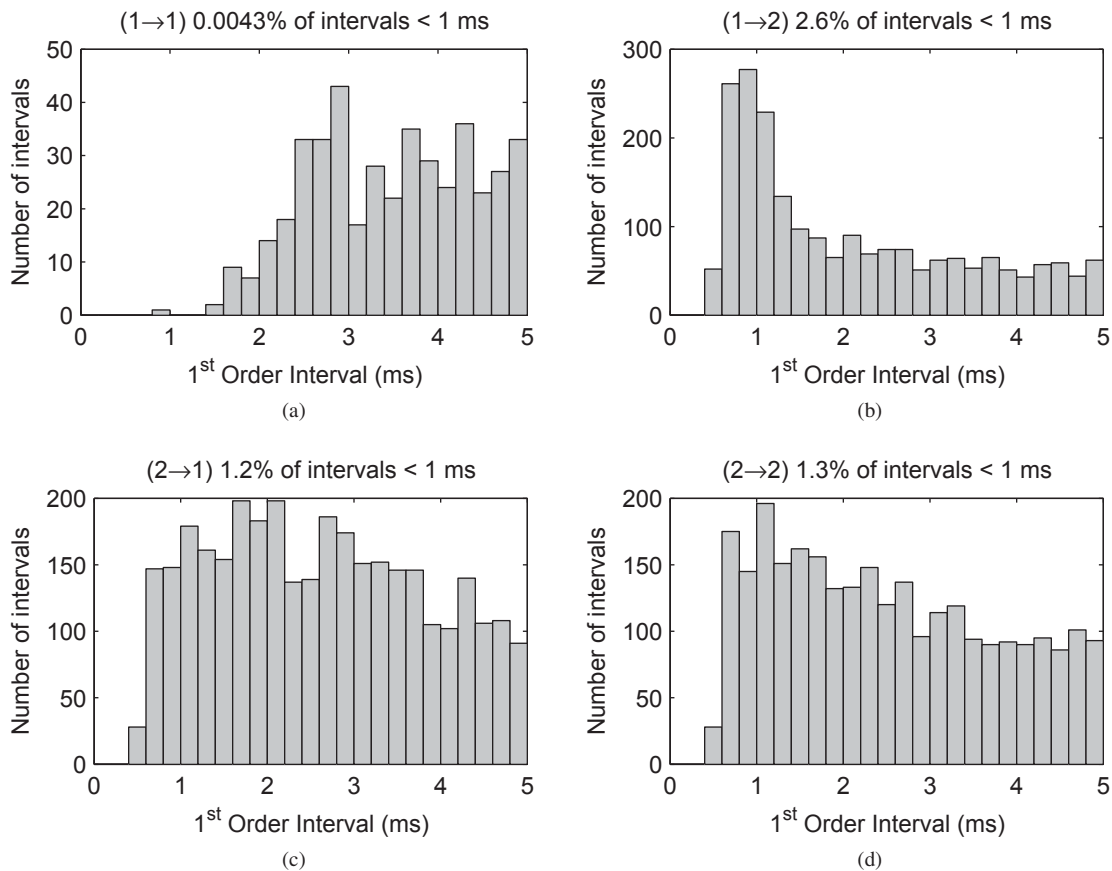 (1→1) 0.0043% of intervals < 1 ms
50
40
30
20
10
0
Number of intervals
0 1 2 3 4 5
1st Order Interval (ms)
(a)
(1→2) 2.6% of intervals < 1 ms
300
200
100
0
Number of intervals
0 1 2 3 4 5
1st Order Interval (ms)
(b)
(2→1) 1.2% of intervals < 1 ms
200
150
100
50
0
Number of intervals
0 1 2 3 4 5
1st Order Interval (ms)
(c)
(2→2) 1.3% of intervals < 1 ms
200
150
100
50
0
Number of intervals
0 1 2 3 4 5
1st Order Interval (ms)
(d)